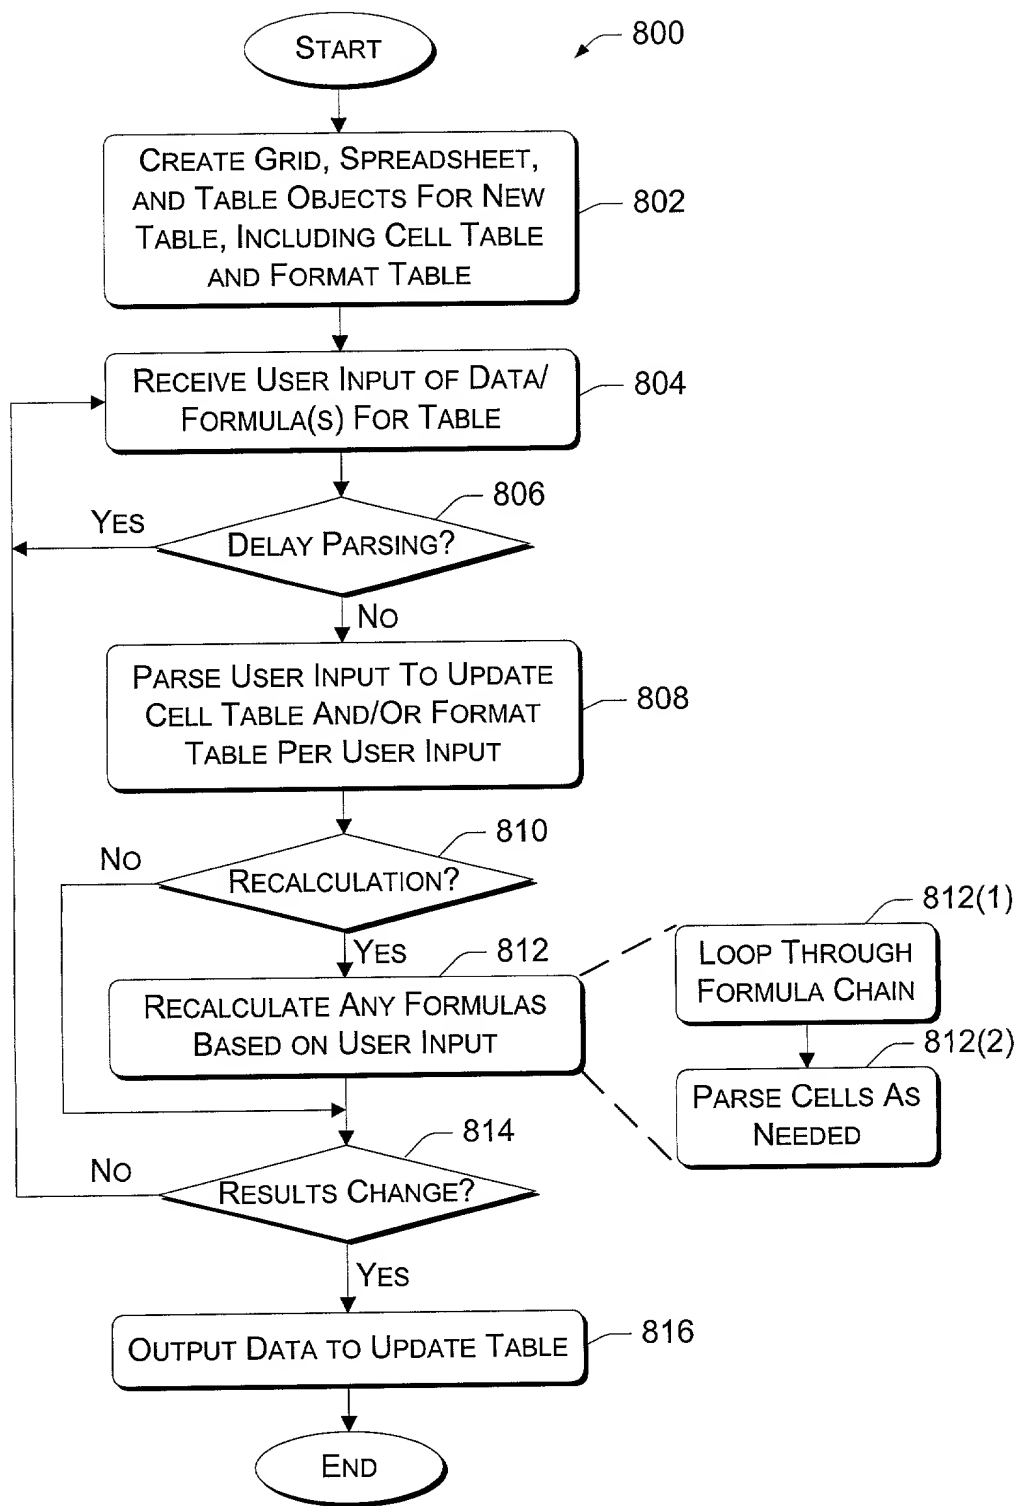 START
800
CREATE GRID, SPREADSHEET,
AND TABLE OBJECTS FOR NEW
TABLE, INCLUDING CELL TABLE
AND FORMAT TABLE
802
RECEIVE USER INPUT OF DATA/
FORMULA(S) FOR TABLE
804
806
YES
DELAY PARSING?
NO
PARSE USER INPUT TO UPDATE
CELL TABLE AND/OR FORMAT
TABLE PER USER INPUT
808
810
NO
RECALCULATION?
YES
812
RECALCULATE ANY FORMULAS
BASED ON USER INPUT
812(1)
LOOP THROUGH
FORMULA CHAIN
812(2)
PARSE CELLS AS
NEEDED
814
NO
RESULTS CHANGE?
YES
OUTPUT DATA TO UPDATE TABLE
816
END